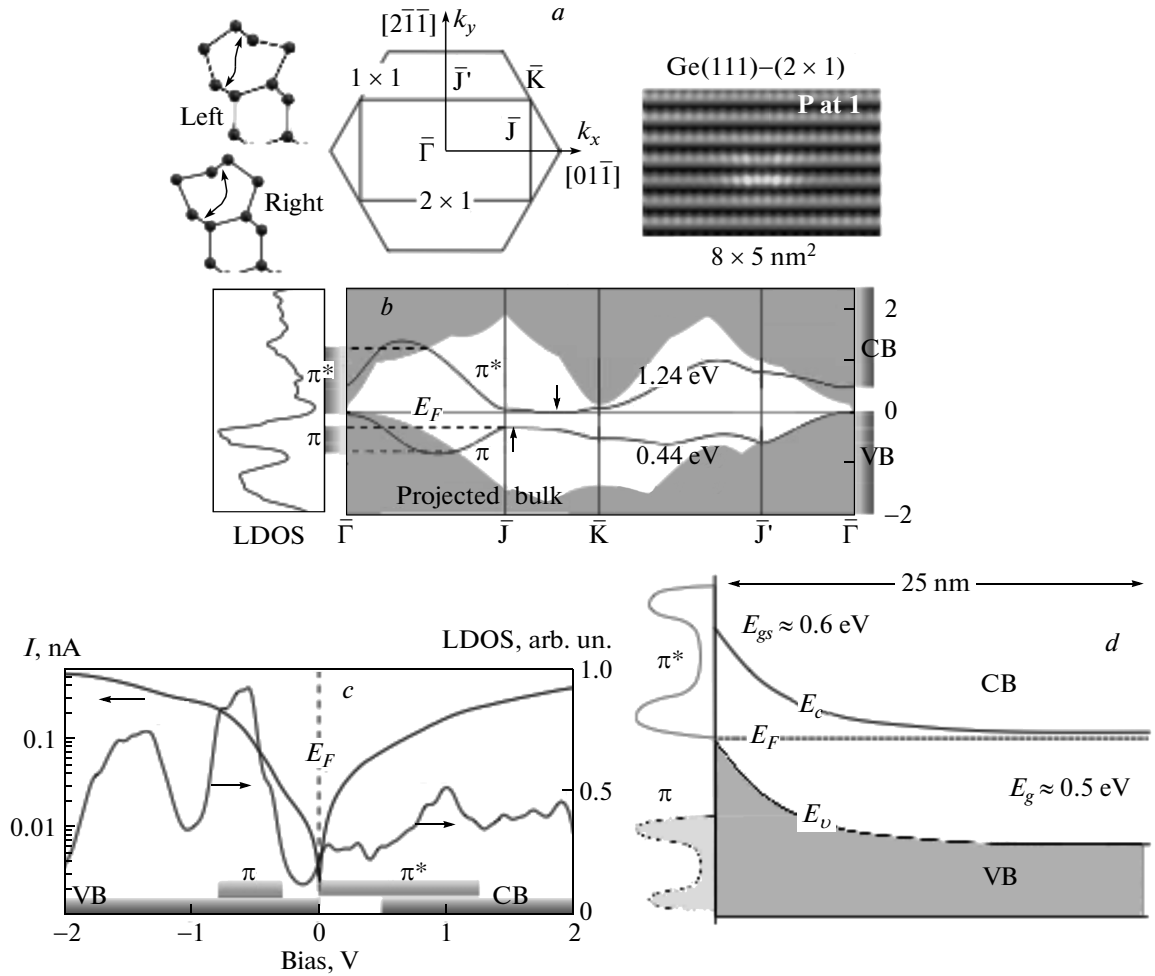 a
[21̅1̅]
k_y
1 × 1
J̅'
K̅
Left
Γ̅
J̅
k_x
[011̅]
Right
2 × 1
Ge(111)−(2 × 1)
P at 1
8 × 5 nm²
b
2
CB
π*
π*
1.24 eV
E_F
0
π
π
0.44 eV
VB
Projected bulk
−2
LDOS
Γ̅
J̅
K̅
J̅'
Γ̅
I, nA
LDOS, arb. un.
c
1.0
0.1
E_F
0.5
0.01
π
π*
VB
CB
0
−2
−1
0
1
2
Bias, V
25 nm
E_gs ≈ 0.6 eV
d
π*
CB
E_c
E_F
π
E_g ≈ 0.5 eV
E_υ
VB